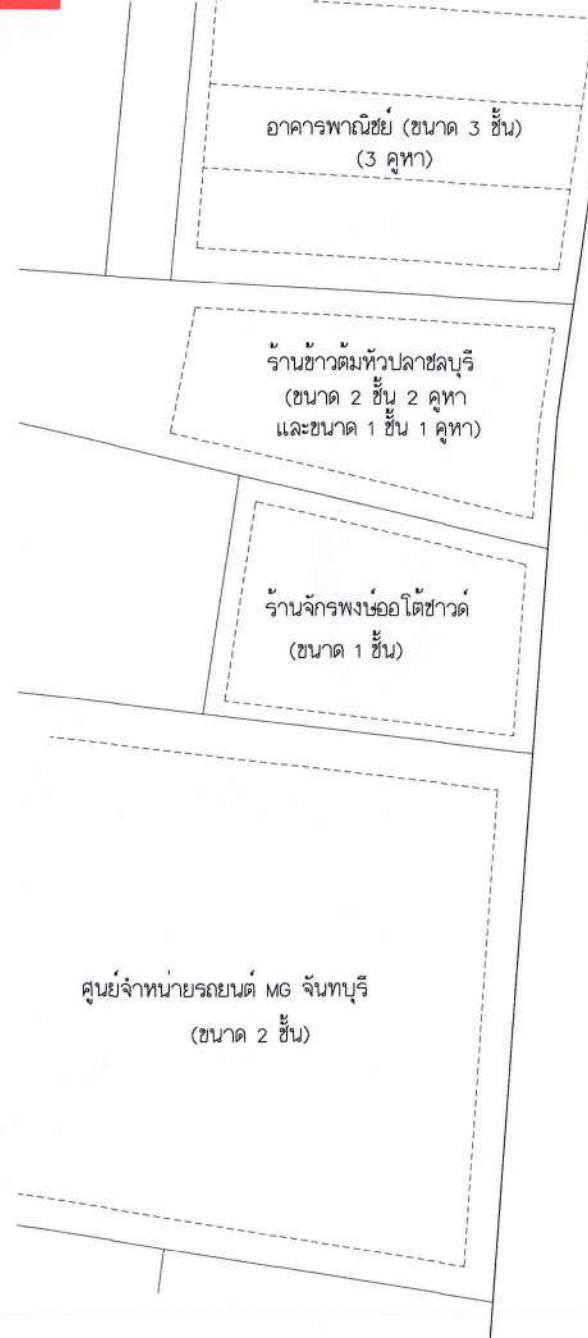 อาคารพาณิชย์ (ขนาด 3 ชั้น)
(3 คูหา)
ร้านข้าวต้มหัวปลาชลบุรี
(ขนาด 2 ชั้น 2 คูหา
และขนาด 1 ชั้น 1 คูหา)
ร้านจักรพงษ์ออโต้ซาวด์
(ขนาด 1 ชั้น)
ศูนย์จำหน่ายรถยนต์ MG จันทบุรี
(ขนาด 2 ชั้น)